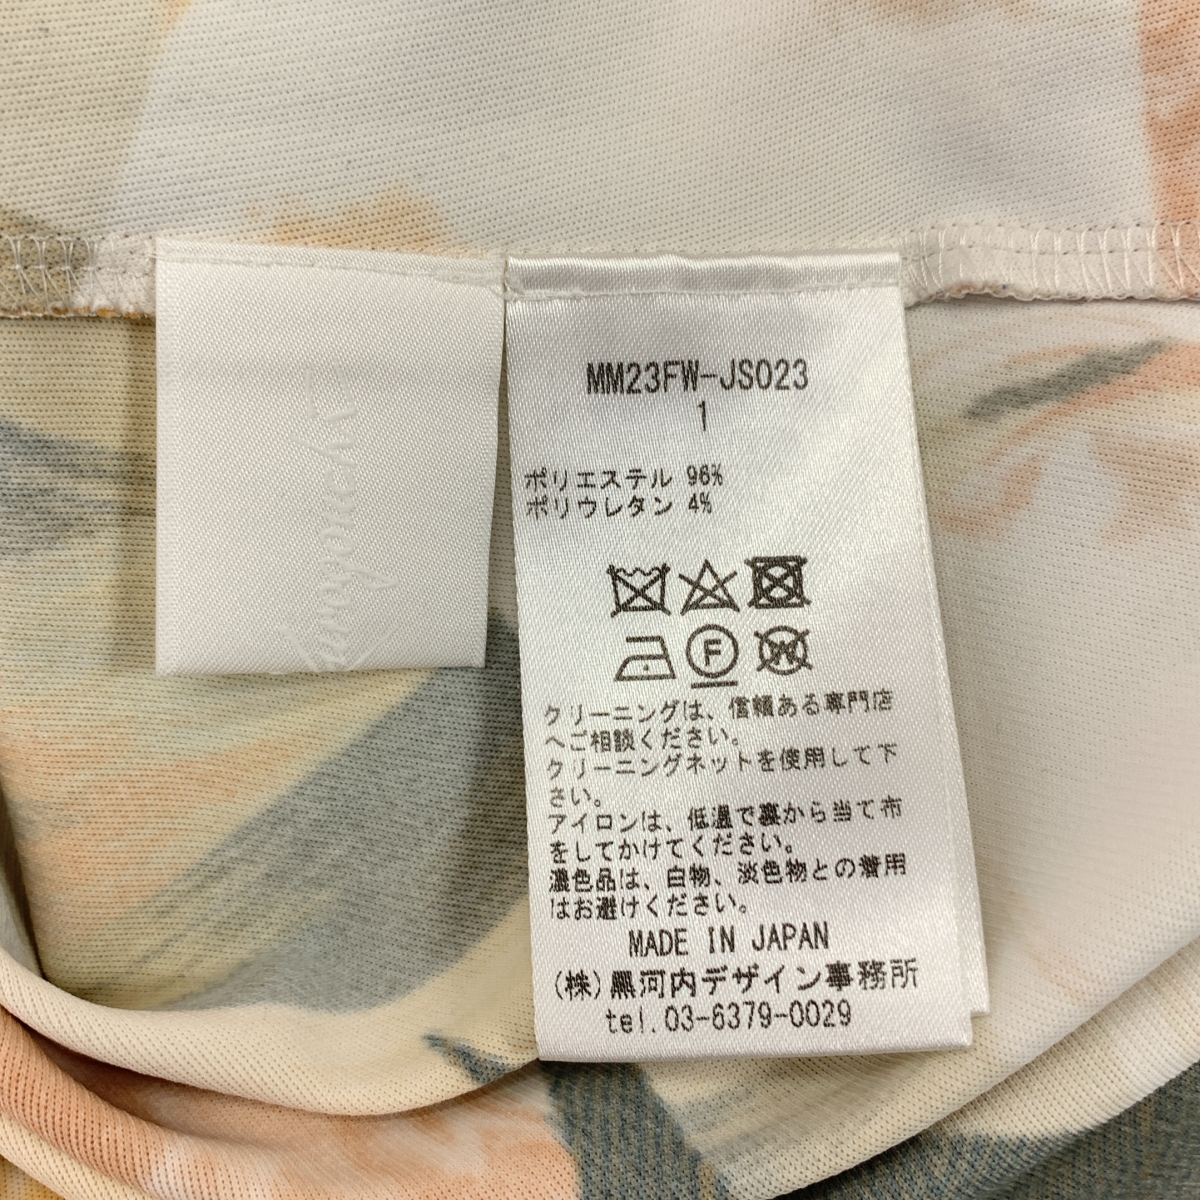 MM23FW-JS023
1
ポリエステル 96%
ポリウレタン 4%
F
W
クリーニングは、信頼ある専門店
へご相談ください。
クリーニングネットを使用して下
さい。
アイロンは、低温で裏から当て布
をしてかけてください。
濃色品は、白物、淡色物との着用
はお避けください。
MADE IN JAPAN
(株)黒河内デザイン事務所
tel.03-6379-0029